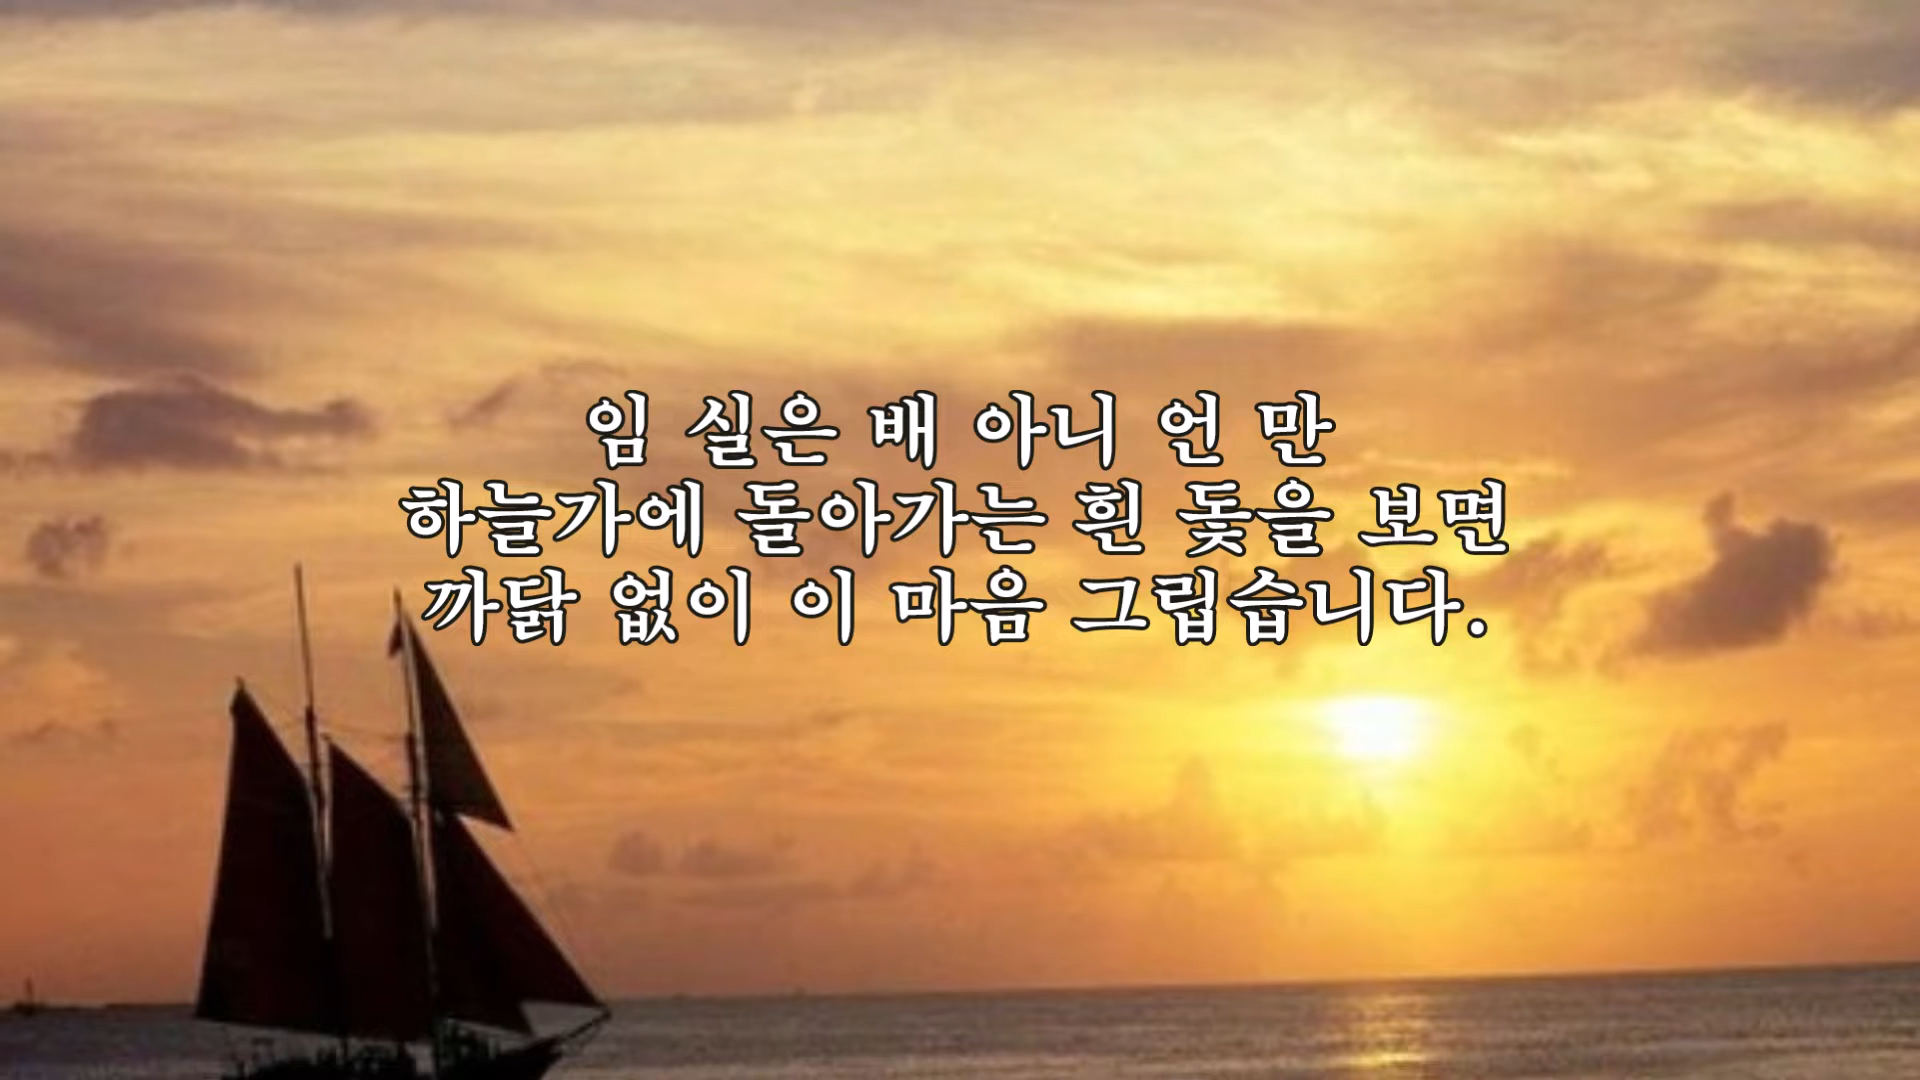 임 실은 배 아니 언 만
하늘가에 돌아가는 흰 돛을 보면
까닭 없이 이 마음 그립습니다.